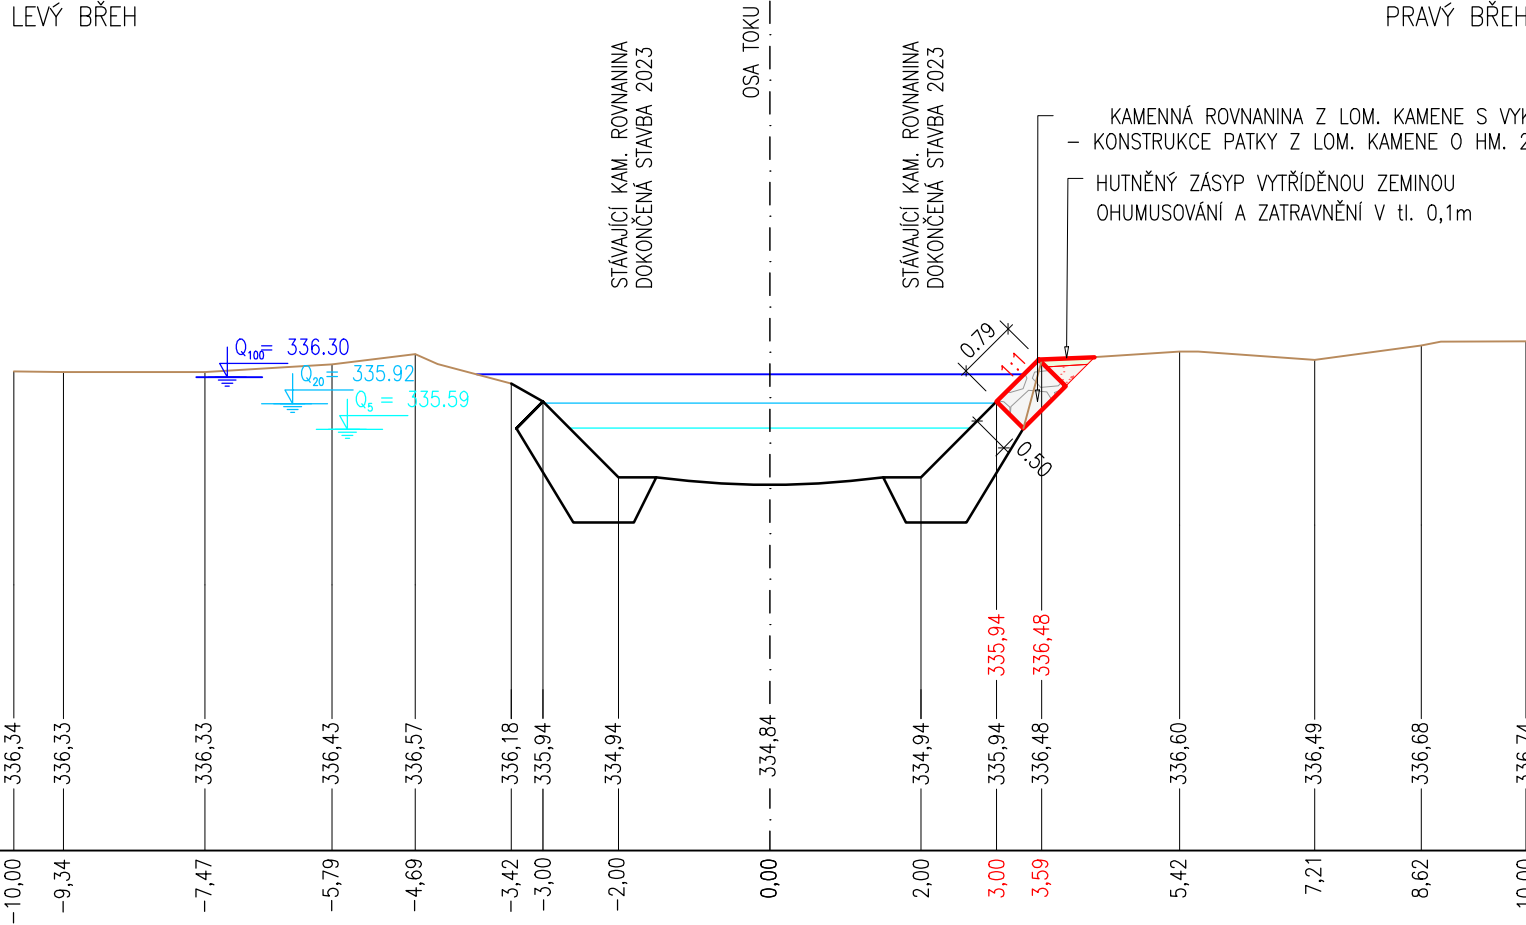 LEVÝ BŘEH
PRAVÝ BŘEH
STÁVAJÍCÍ KAM. ROVNANINA
DOKONČENÁ STAVBA 2023
OSA TOKU
STÁVAJÍCÍ KAM. ROVNANINA
DOKONČENÁ STAVBA 2023
KAMENNÁ ROVNANINA Z LOM. KAMENE S
- KONSTRUKCE PATKY Z LOM. KAMENE O HM. 2
HUTNĚNÝ ZÁSYP VYTŘÍDĚNOU ZEMINOU
OHUMUSOVÁNÍ A ZATRAVNĚNÍ V tl. 0,1m
Q100= 336.30
Q20= 335.92
Q5= 335.59
0.79
1:1
0.50
335,94
336,48
336,34
336,33
336,33
336,43
336,57
336,18
335,94
334,94
334,84
334,94
335,94
336,48
336,60
336,49
336,68
336,74
-10,00
-9,34
-7,47
-5,79
-4,69
-3,42
-3,00
-2,00
0,00
2,00
3,00
3,59
5,42
7,21
8,62
10,00